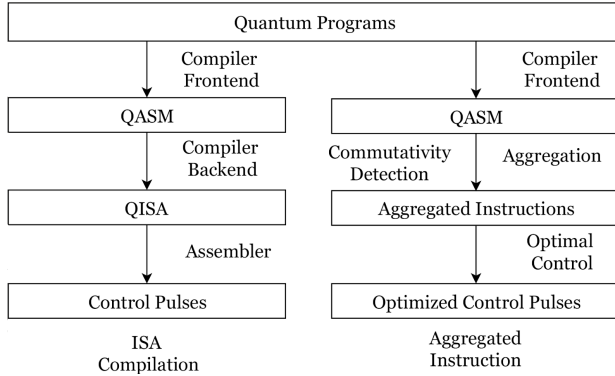 Quantum Programs
Compiler
Frontend
QASM
Compiler
Backend
QISA
Assembler
Control Pulses
ISA
Compilation
Compiler
Frontend
QASM
Commutativity
Detection
Aggregation
Aggregated Instructions
Optimal
Control
Optimized Control Pulses
Aggregated
Instruction